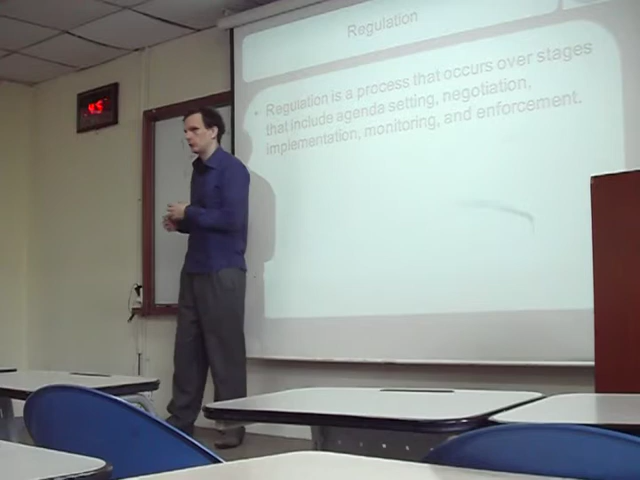 Regulation
• Regulation is a process that occurs over stages
that include agenda setting, negotiation,
implementation, monitoring, and enforcement.